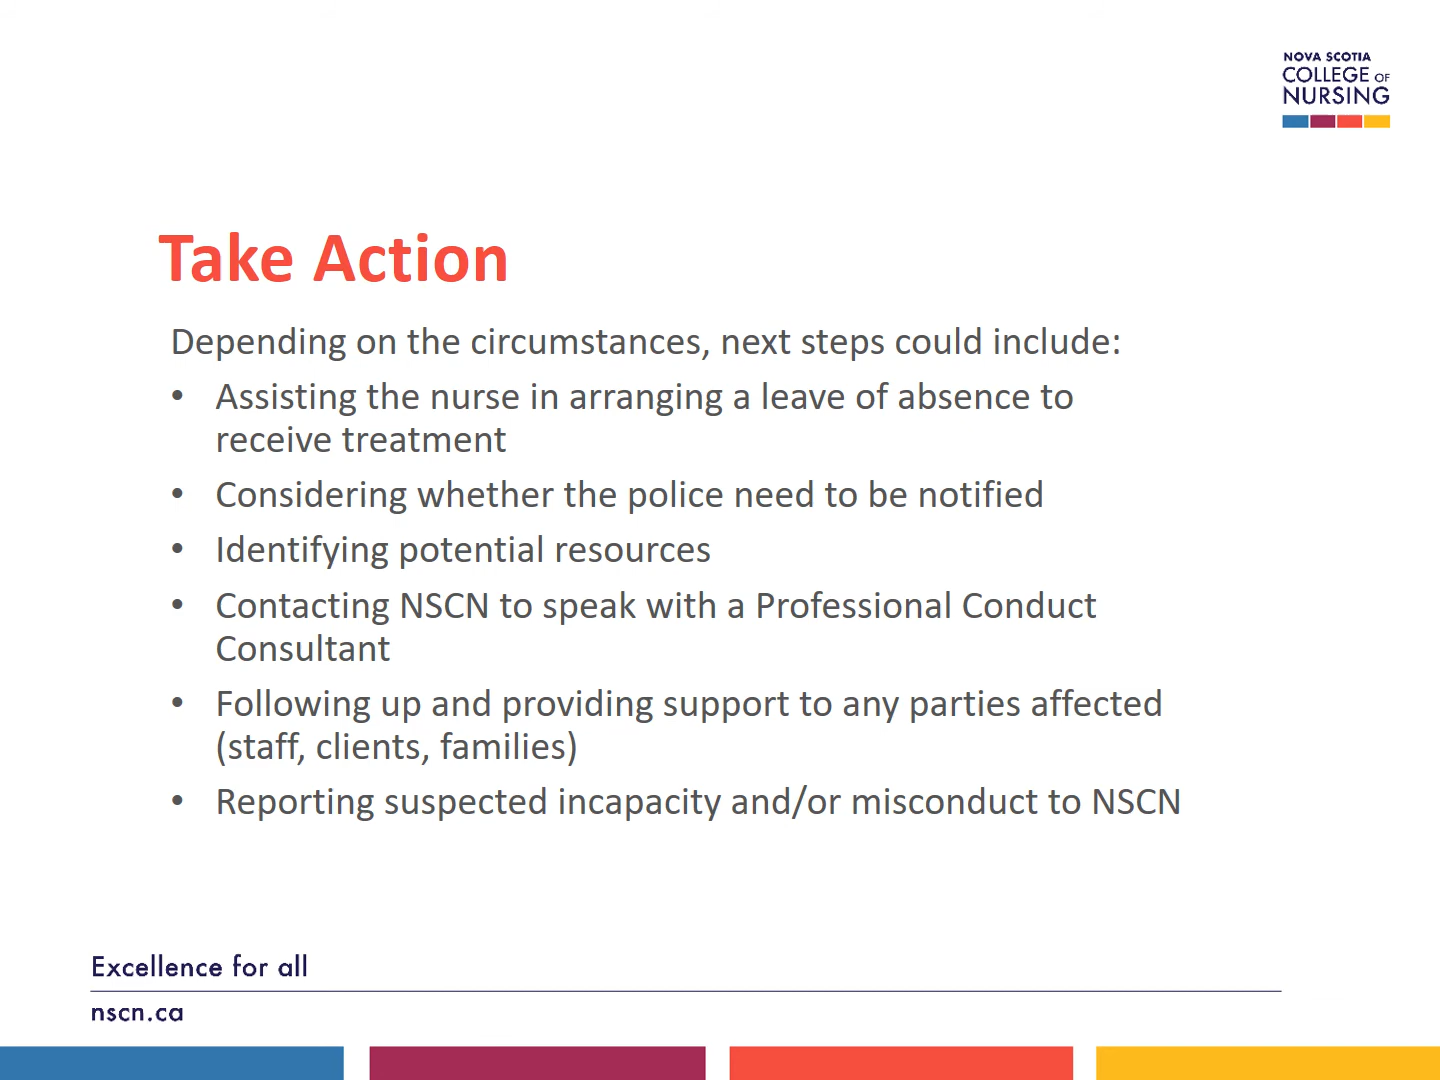 NOVA SCOTIA
COLLEGE OF
NURSING
Take Action
Depending on the circumstances, next steps could include:
• Assisting the nurse in arranging a leave of absence to
receive treatment
• Considering whether the police need to be notified
• Identifying potential resources
• Contacting NSCN to speak with a Professional Conduct
Consultant
• Following up and providing support to any parties affected
(staff, clients, families)
• Reporting suspected incapacity and/or misconduct to NSCN
Excellence for all
nscn.ca